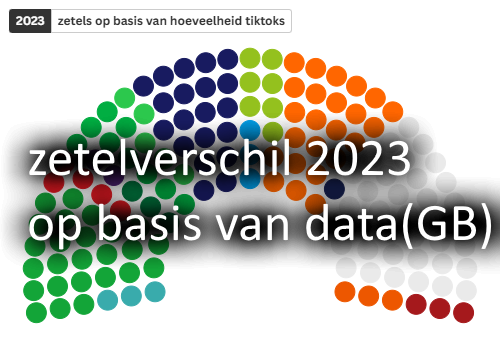 2023 zetels op basis van hoeveelheid tiktoks
zetelverschil 2023
op basis van data(GB)